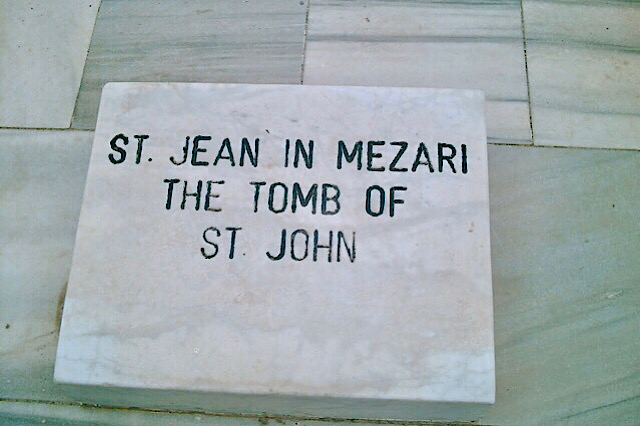 ST. JEAN IN MEZARI
THE TOMB OF
ST. JOHN